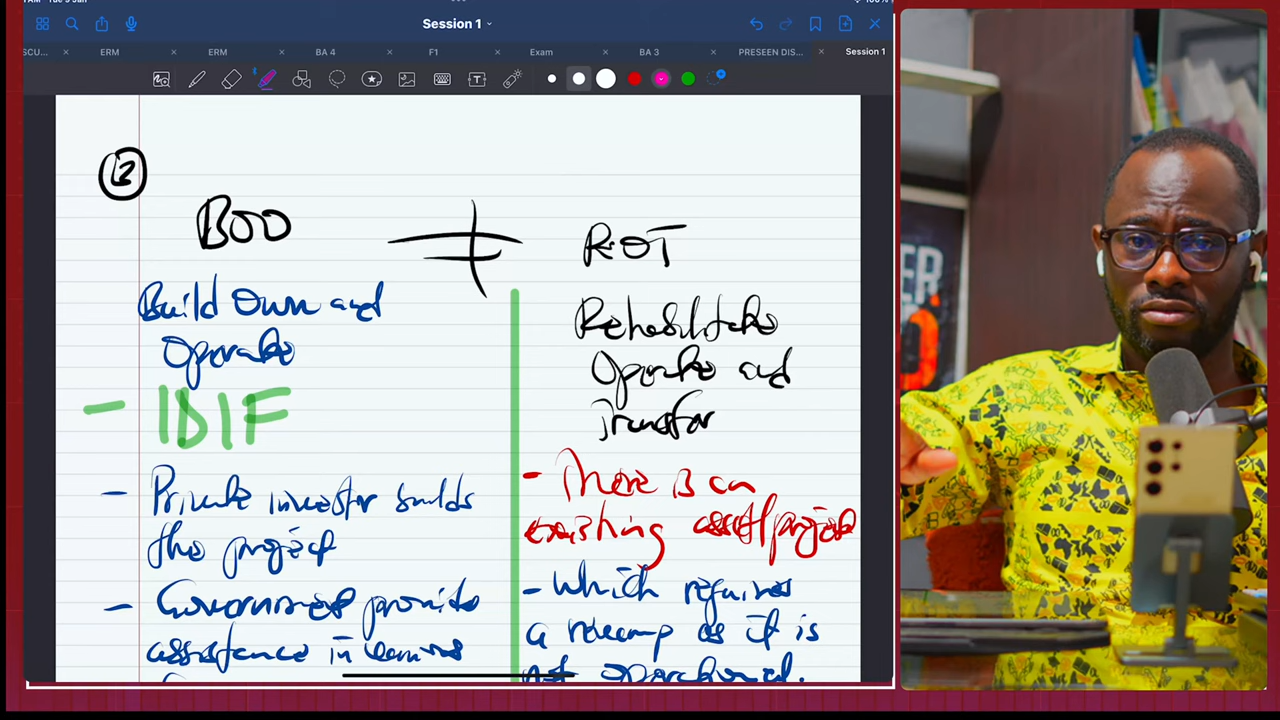 Session 1
ERM
ERM
BA 4
F1
Exam
BA 3
PRESEEN DIS...
Session 1
2
BOO
Build Own and
Operate
- IDIF
- Private investor builds
the project
- Government provide
assistance in
ROT
Rehabilitate
Operate and
Transfer
- There is an
existing asset/project
- Which requires
a revamp as it is
not operational.